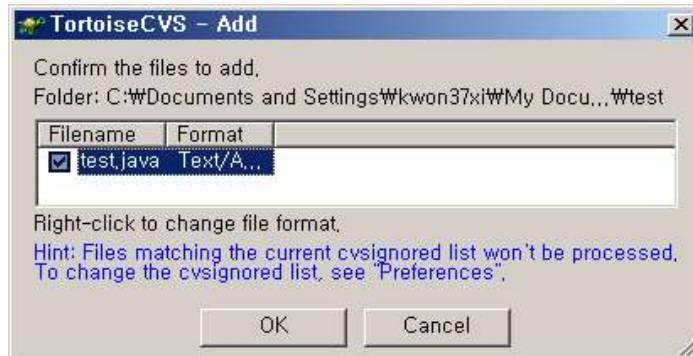 TortoiseCVS - Add
Confirm the files to add.
Folder: C:₩Documents and Settings₩kwon37xi₩My Docu...₩test
Filename Format
test.java Text/A...
Right-click to change file format.
Hint: Files matching the current cvsignored list won't be processed.
To change the cvsignored list, see "Preferences".
OK Cancel